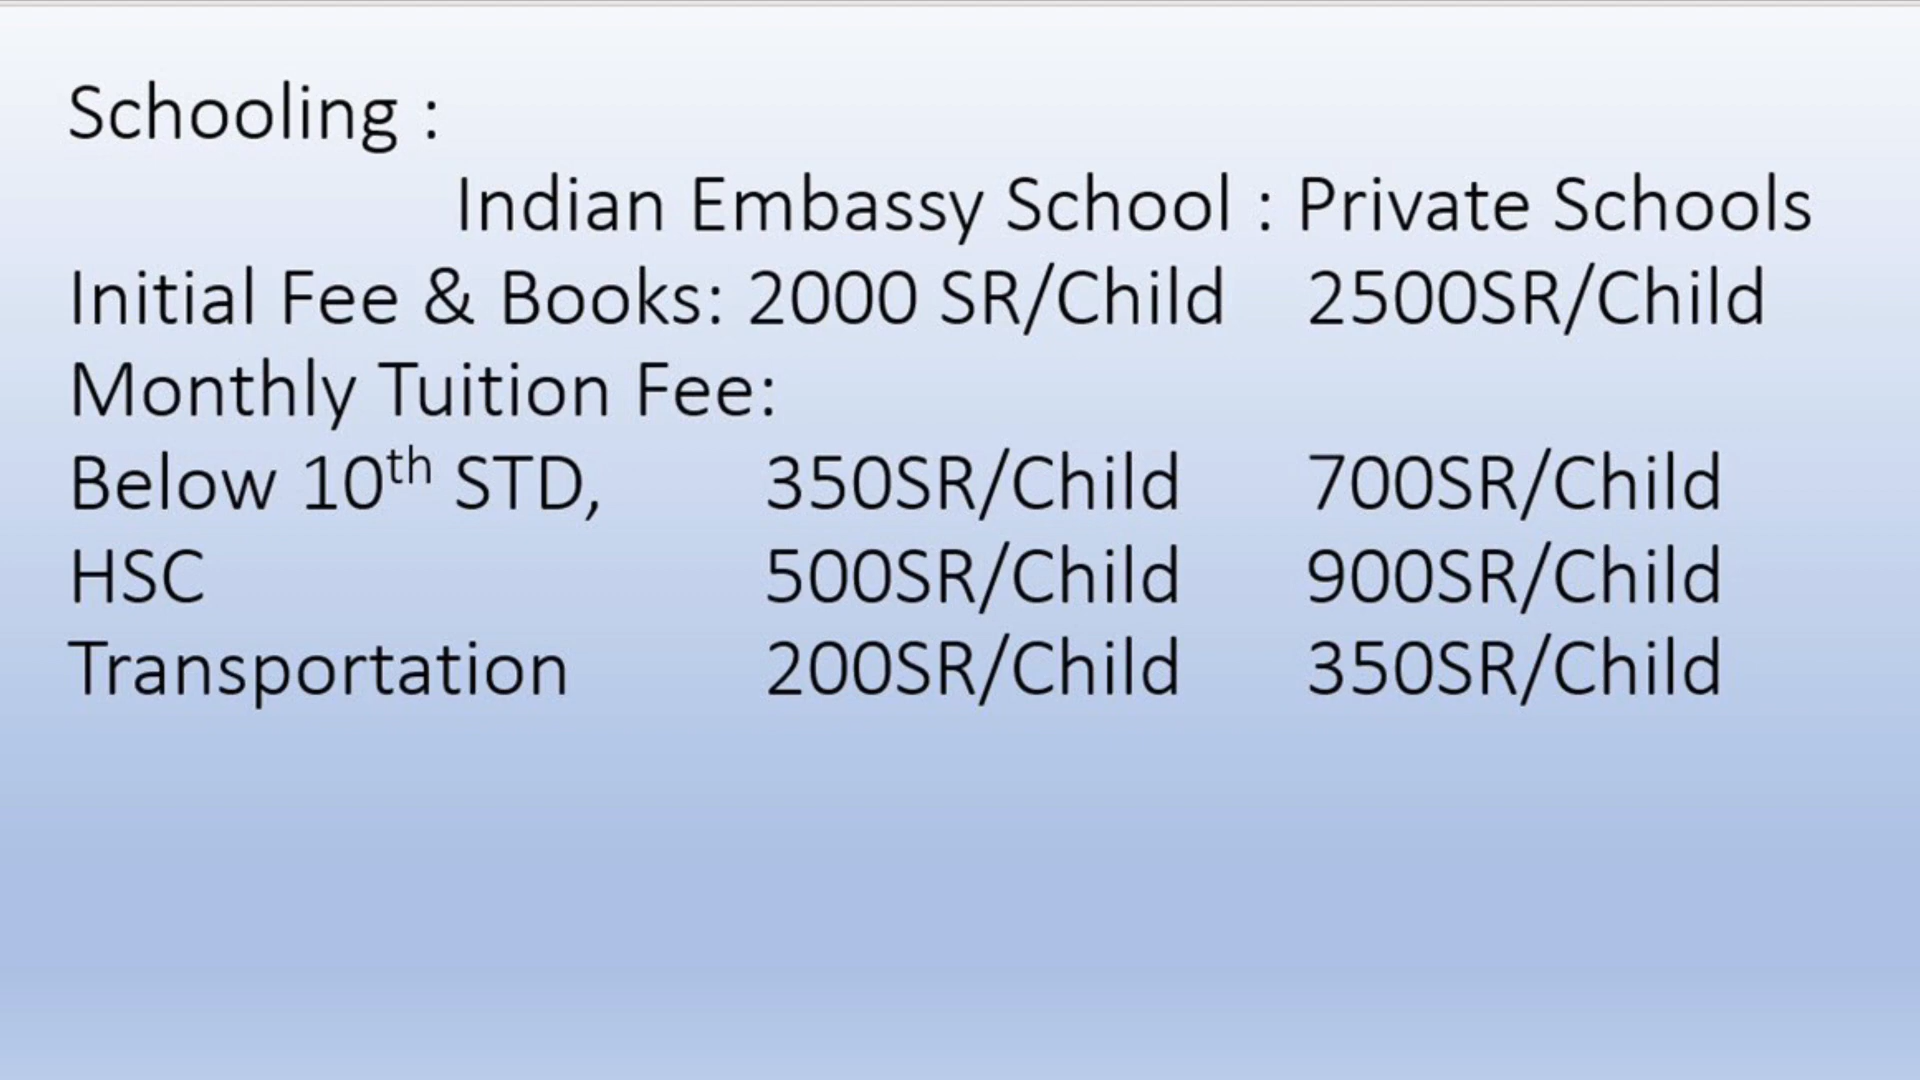 Schooling :
Indian Embassy School : Private Schools
Initial Fee & Books: 2000 SR/Child 2500SR/Child
Monthly Tuition Fee:
Below 10th STD, 350SR/Child 700SR/Child
HSC 500SR/Child 900SR/Child
Transportation 200SR/Child 350SR/Child